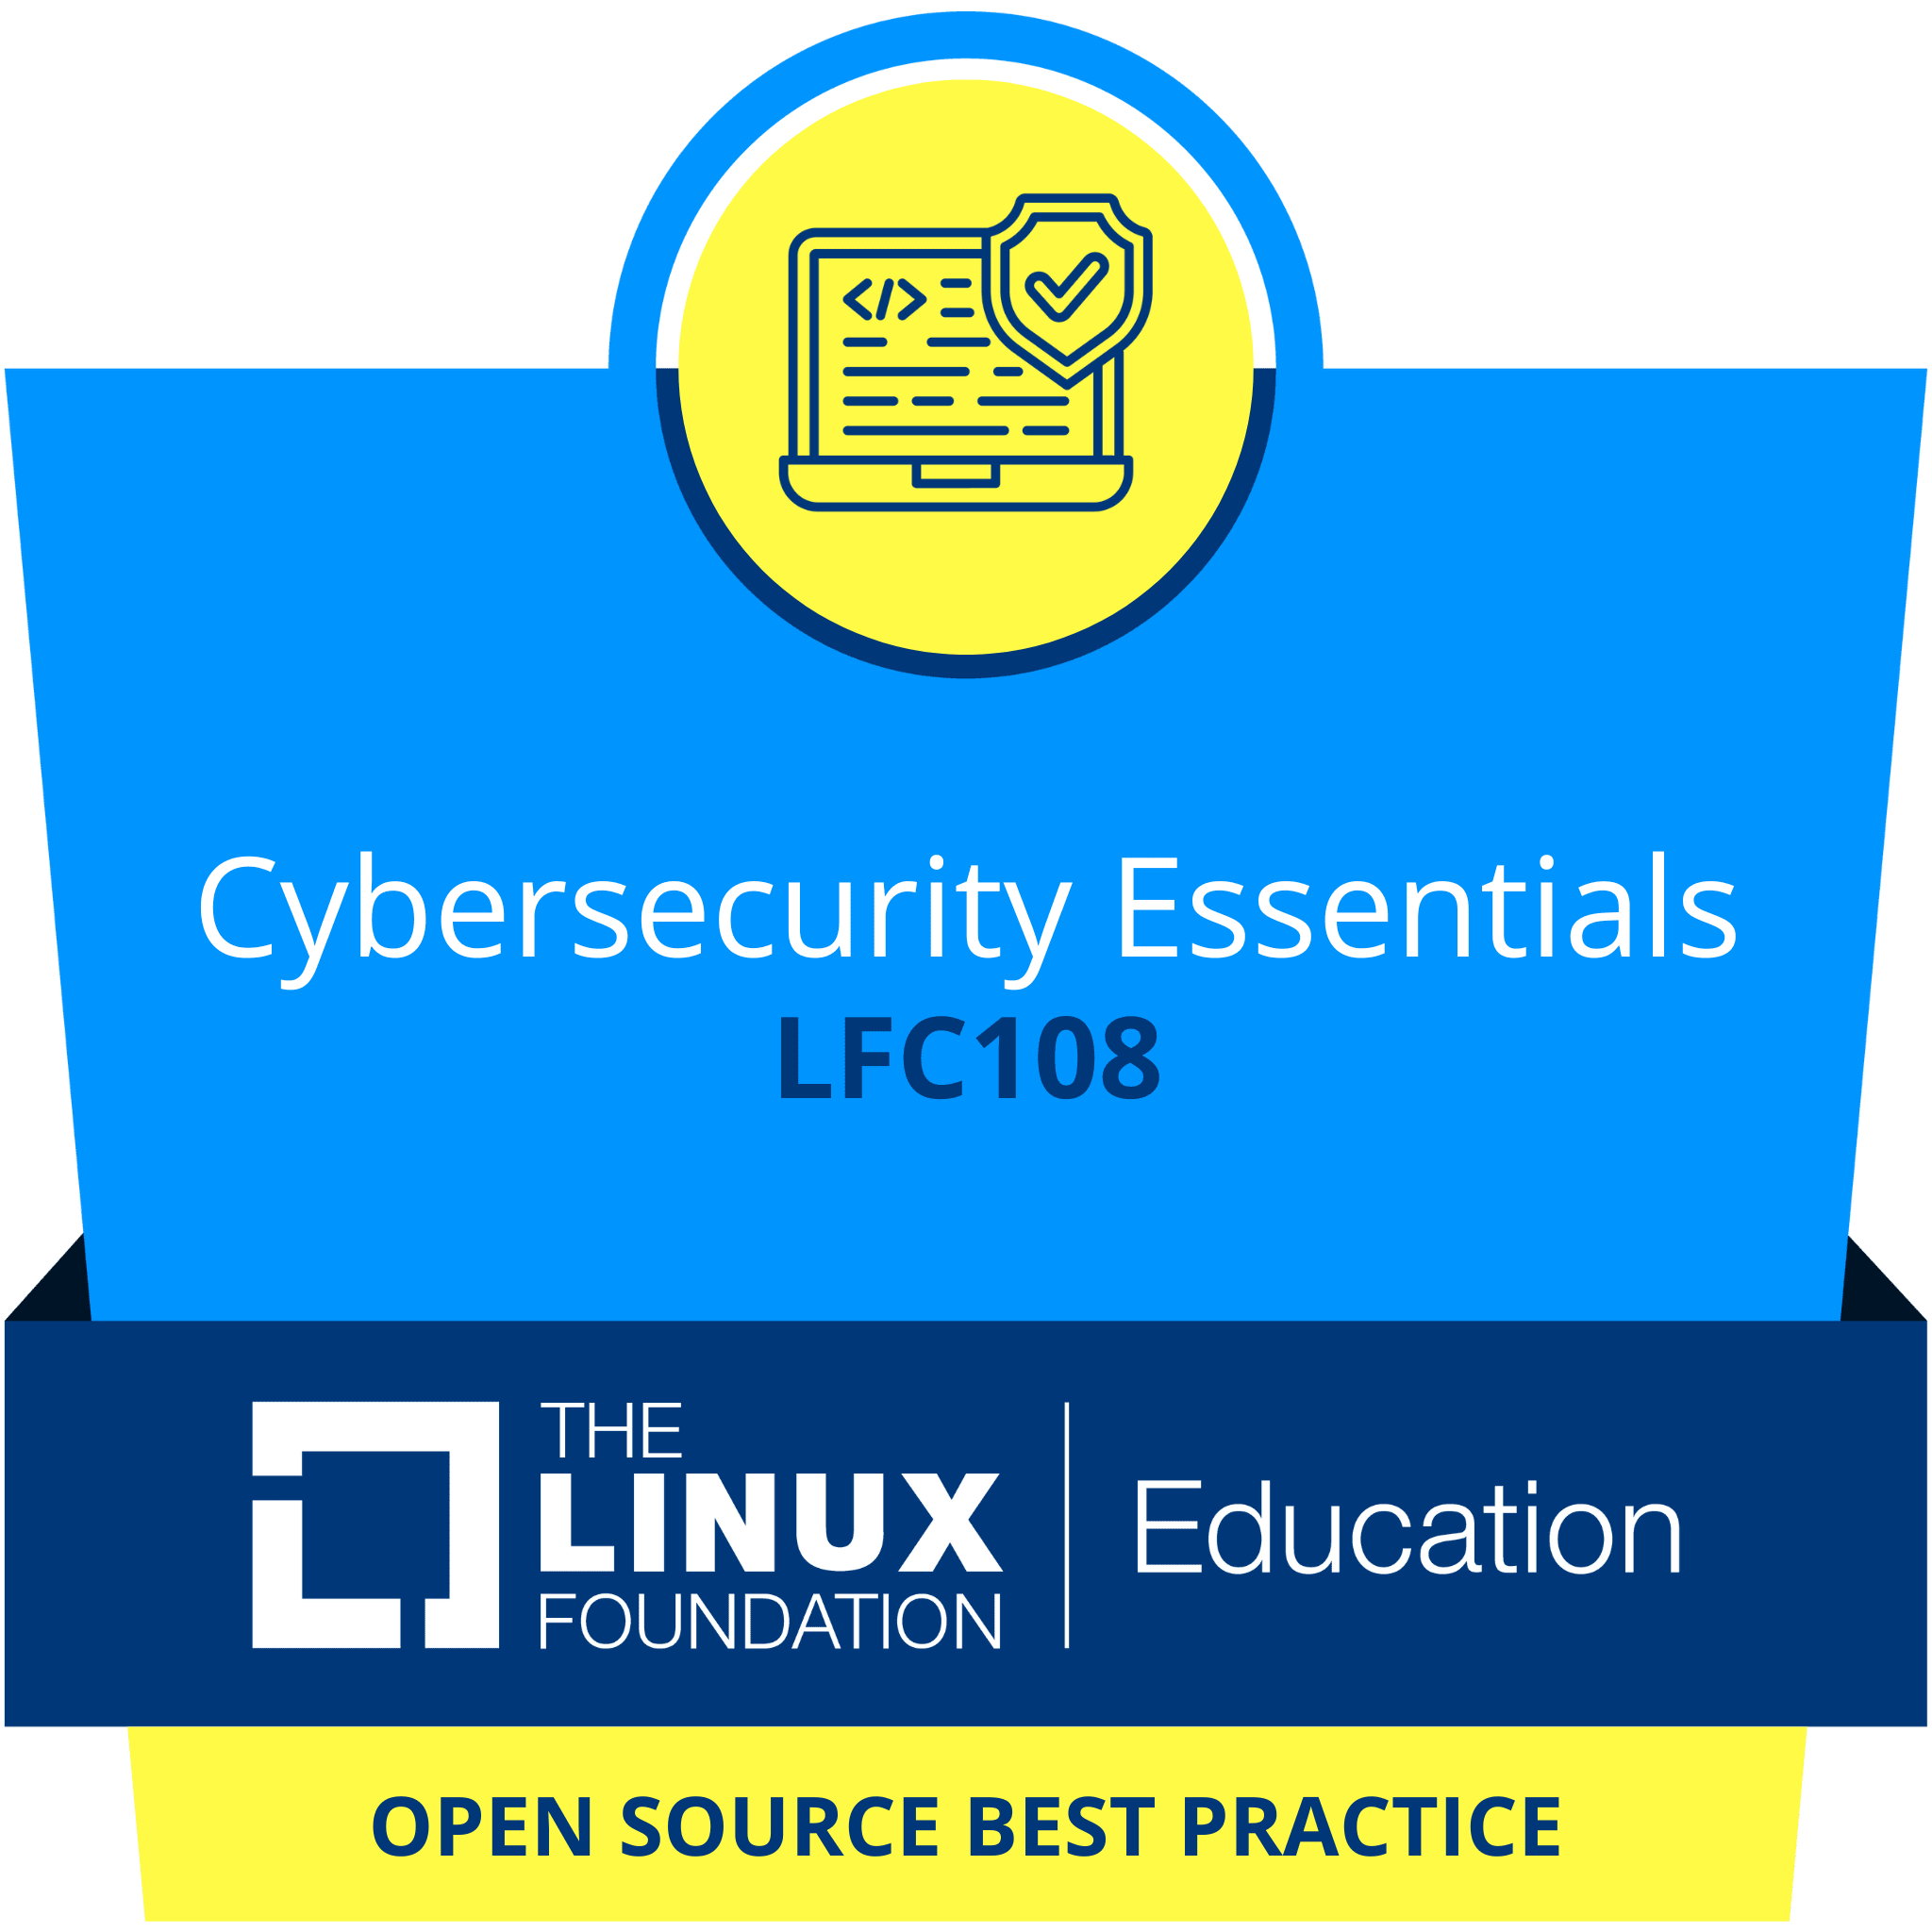 </>
Cybersecurity Essentials
LFC108
THE
LINUX
FOUNDATION
Education
OPEN SOURCE BEST PRACTICE